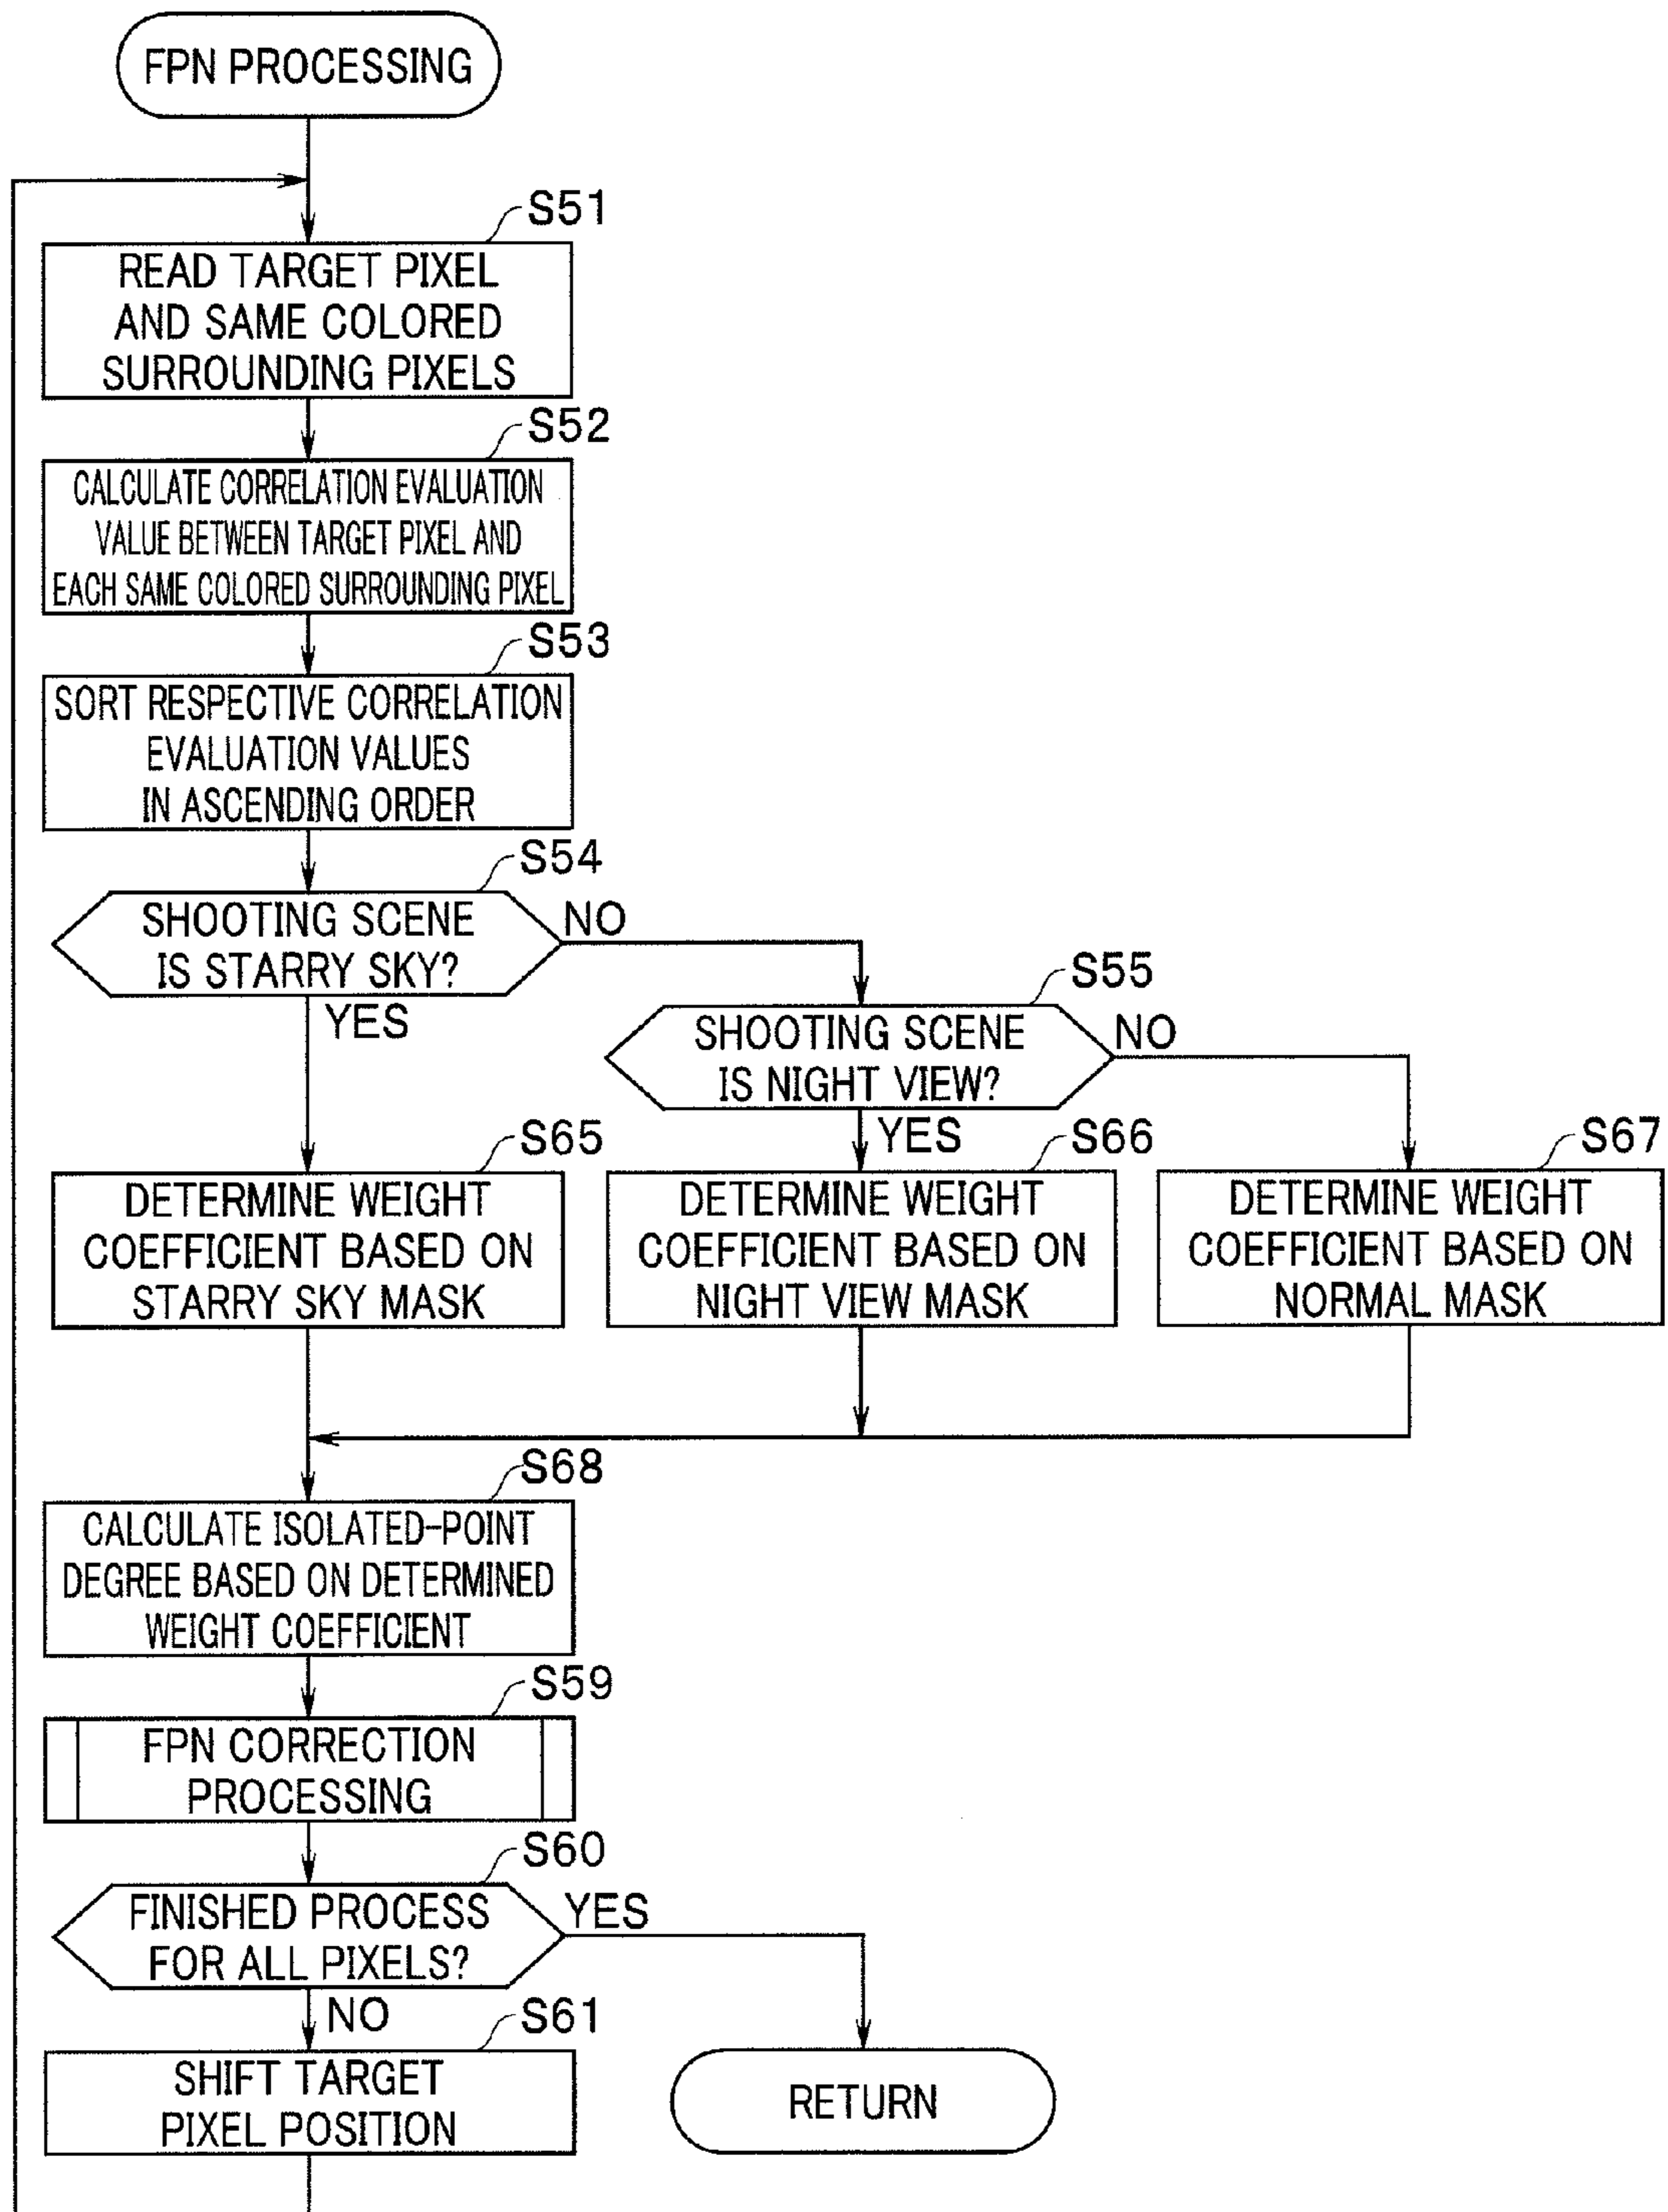 FPN PROCESSING
S51
READ TARGET PIXEL
AND SAME COLORED
SURROUNDING PIXELS
S52
CALCULATE CORRELATION EVALUATION
VALUE BETWEEN TARGET PIXEL AND
EACH SAME COLORED SURROUNDING PIXEL
S53
SORT RESPECTIVE CORRELATION
EVALUATION VALUES
IN ASCENDING ORDER
S54
SHOOTING SCENE
IS STARRY SKY?
NO
YES
S55
SHOOTING SCENE
IS NIGHT VIEW?
NO
YES
S65
DETERMINE WEIGHT
COEFFICIENT BASED ON
STARRY SKY MASK
S66
DETERMINE WEIGHT
COEFFICIENT BASED ON
NIGHT VIEW MASK
S67
DETERMINE WEIGHT
COEFFICIENT BASED ON
NORMAL MASK
S68
CALCULATE ISOLATED-POINT
DEGREE BASED ON DETERMINED
WEIGHT COEFFICIENT
S59
FPN CORRECTION
PROCESSING
S60
FINISHED PROCESS
FOR ALL PIXELS?
YES
NO
S61
SHIFT TARGET
PIXEL POSITION
RETURN